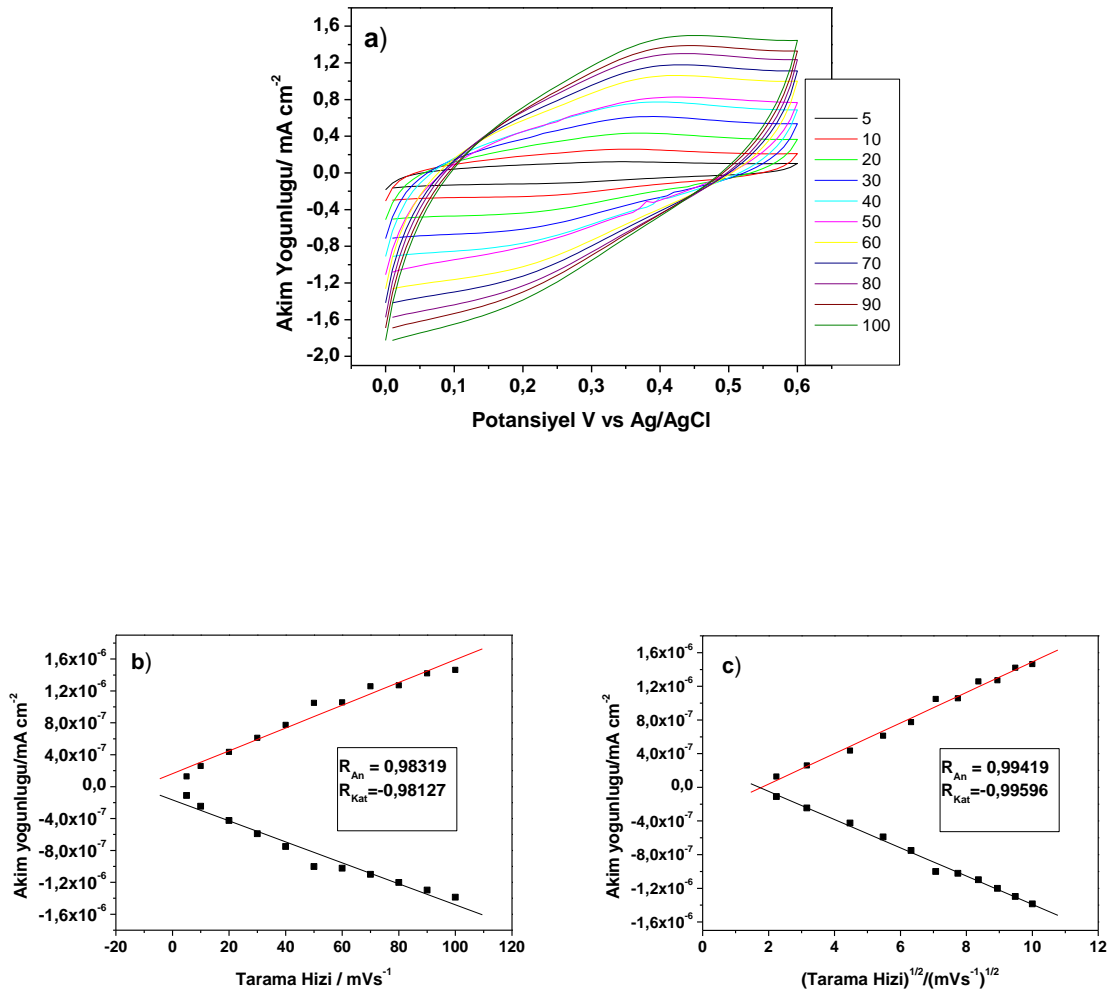 a)
1,6
1,2
0,8
0,4
0,0
-0,4
-0,8
-1,2
-1,6
-2,0
Akim Yogunlugu/ mA cm-2
0,0 0,1 0,2 0,3 0,4 0,5 0,6
Potansiyel V vs Ag/AgCl
5
10
20
30
40
50
60
70
80
90
100
b)
1,6x10-6
1,2x10-6
8,0x10-7
4,0x10-7
0,0
-4,0x10-7
-8,0x10-7
-1,2x10-6
-1,6x10-6
Akim yogunlugu/mA cm-2
RAn = 0,98319
RKat=-0,98127
-20 0 20 40 60 80 100 120
Tarama Hizi / mVs-1
c)
1,6x10-6
1,2x10-6
8,0x10-7
4,0x10-7
0,0
-4,0x10-7
-8,0x10-7
-1,2x10-6
-1,6x10-6
Akim yogunlugu/mA cm-2
RAn = 0,99419
RKat=-0,99596
0 2 4 6 8 10 12
(Tarama Hizi)1/2/(mVs-1)1/2